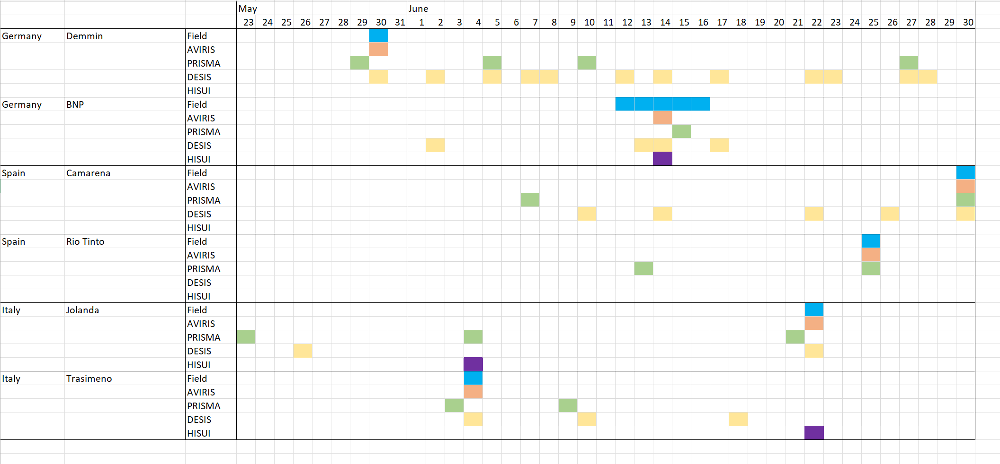 May June
23 24 25 26 27 28 29 30 31 1 2 3 4 5 6 7 8 9 10 11 12 13 14 15 16 17 18 19 20 21 22 23 24 25 26 27 28 29 30
Germany Demmin Field
AVIRIS
PRISMA
DESIS
HISUI
Germany BNP Field
AVIRIS
PRISMA
DESIS
HISUI
Spain Camarena Field
AVIRIS
PRISMA
DESIS
HISUI
Spain Rio Tinto Field
AVIRIS
PRISMA
DESIS
HISUI
Italy Jolanda Field
AVIRIS
PRISMA
DESIS
HISUI
Italy Trasimeno Field
AVIRIS
PRISMA
DESIS
HISUI